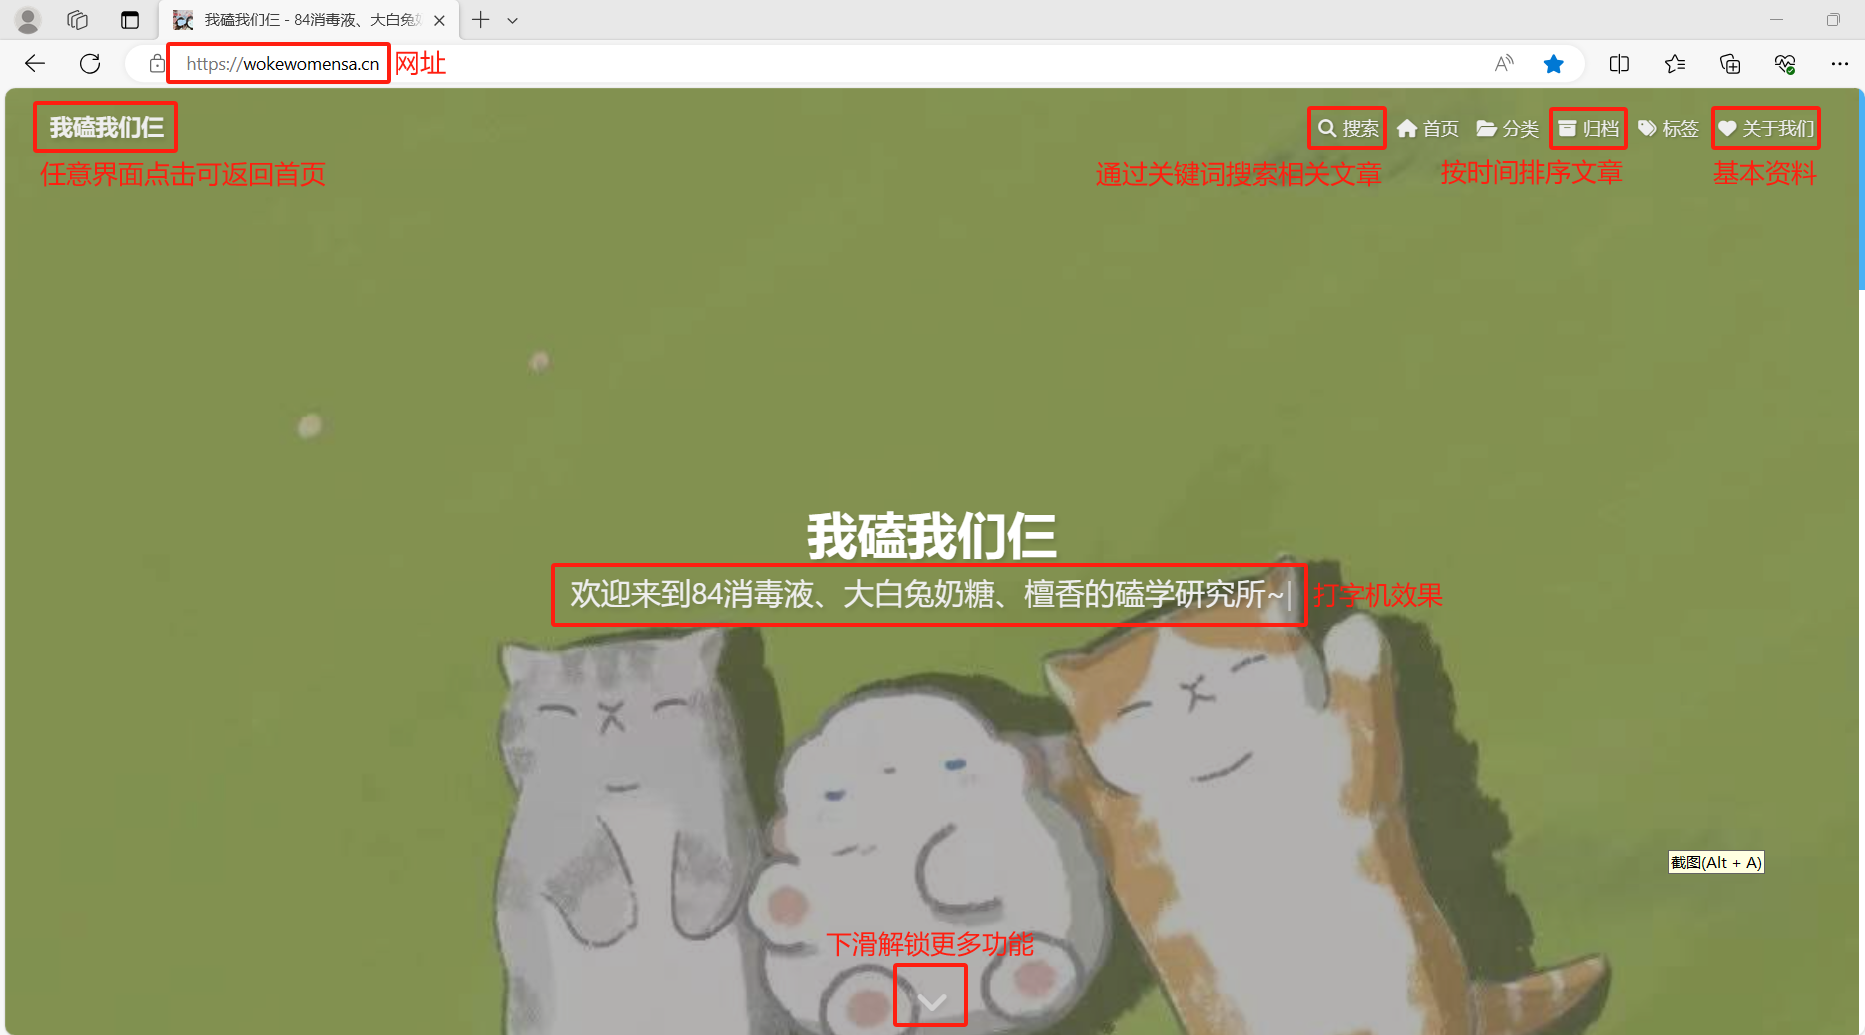 我磕我们仨 - 84消毒液、大白兔奶
https://wokewomensa.cn 网址
我磕我们仨 搜索 首页 分类 归档 标签 关于我们
任意界面点击可返回首页 通过关键词搜索相关文章 按时间排序文章 基本资料
我磕我们仨
欢迎来到84消毒液、大白兔奶糖、檀香的磕学研究所~| 打字机效果
截图(Alt + A)
下滑解锁更多功能